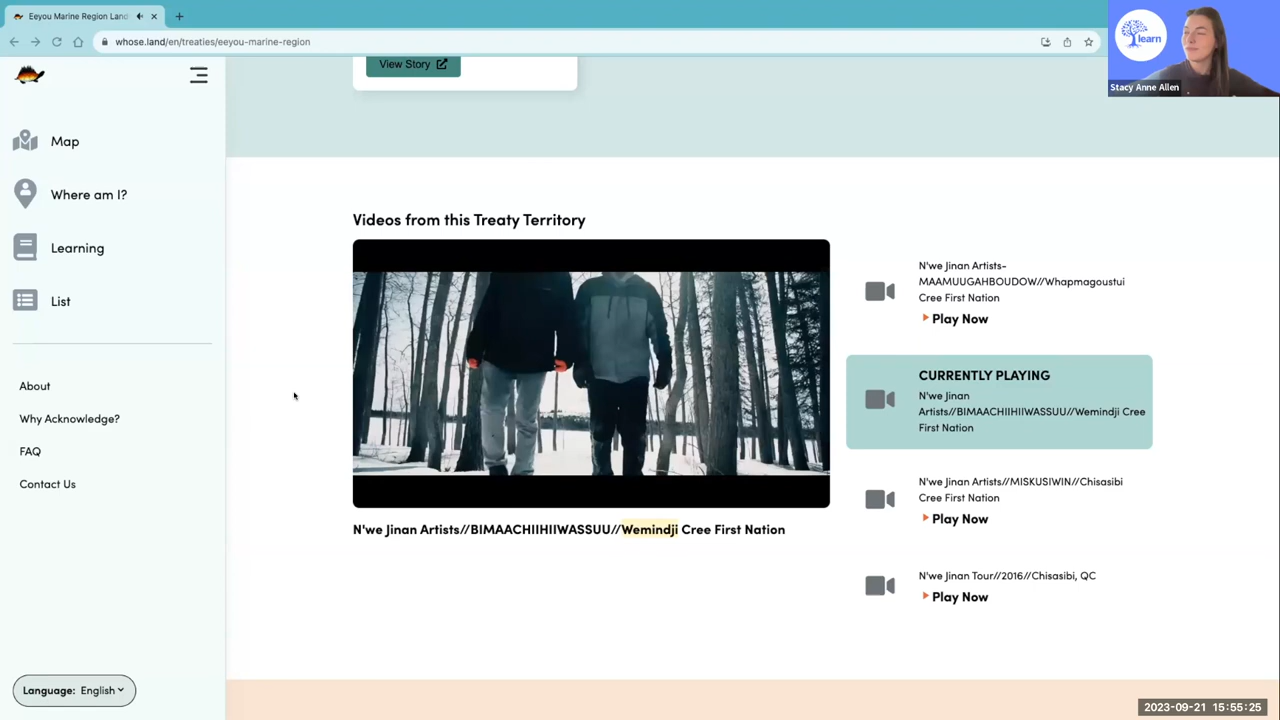 Eeyou Marine Region Land
whose.land/en/treaties/eeyou-marine-region
learn
Stacy Anne Allen
View Story
Map
Where am I?
Learning
List
About
Why Acknowledge?
FAQ
Contact Us
Language: English
Videos from this Treaty Territory
N'we Jinan Artists//BIMAACHIIHIIWASSUU//Wemindji Cree First Nation
N'we Jinan Artists-
MAAMUUGAHBOUDOW//Whapmagoustui
Cree First Nation
Play Now
CURRENTLY PLAYING
N'we Jinan
Artists//BIMAACHIIHIIWASSUU//Wemindji Cree
First Nation
N'we Jinan Artists//MISKUSIWIN//Chisasibi
Cree First Nation
Play Now
N'we Jinan Tour//2016//Chisasibi, QC
Play Now
2023-09-21 15:55:25